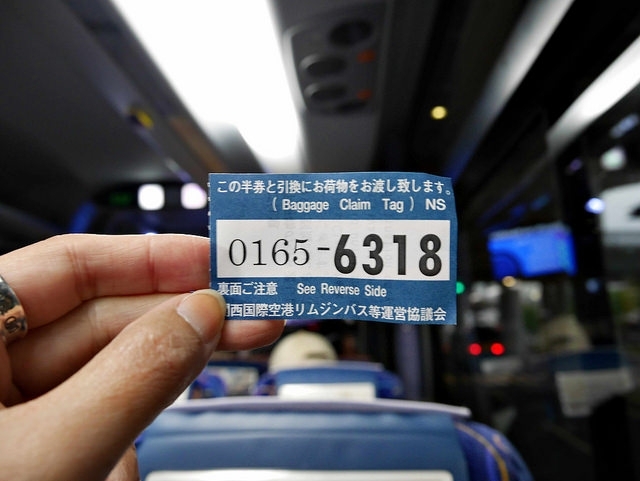 この半券と引換にお荷物をお渡し致します。
( Baggage Claim Tag ) NS
0165-6318
裏面ご注意 See Reverse Side
関西国際空港リムジンバス等運営協議会